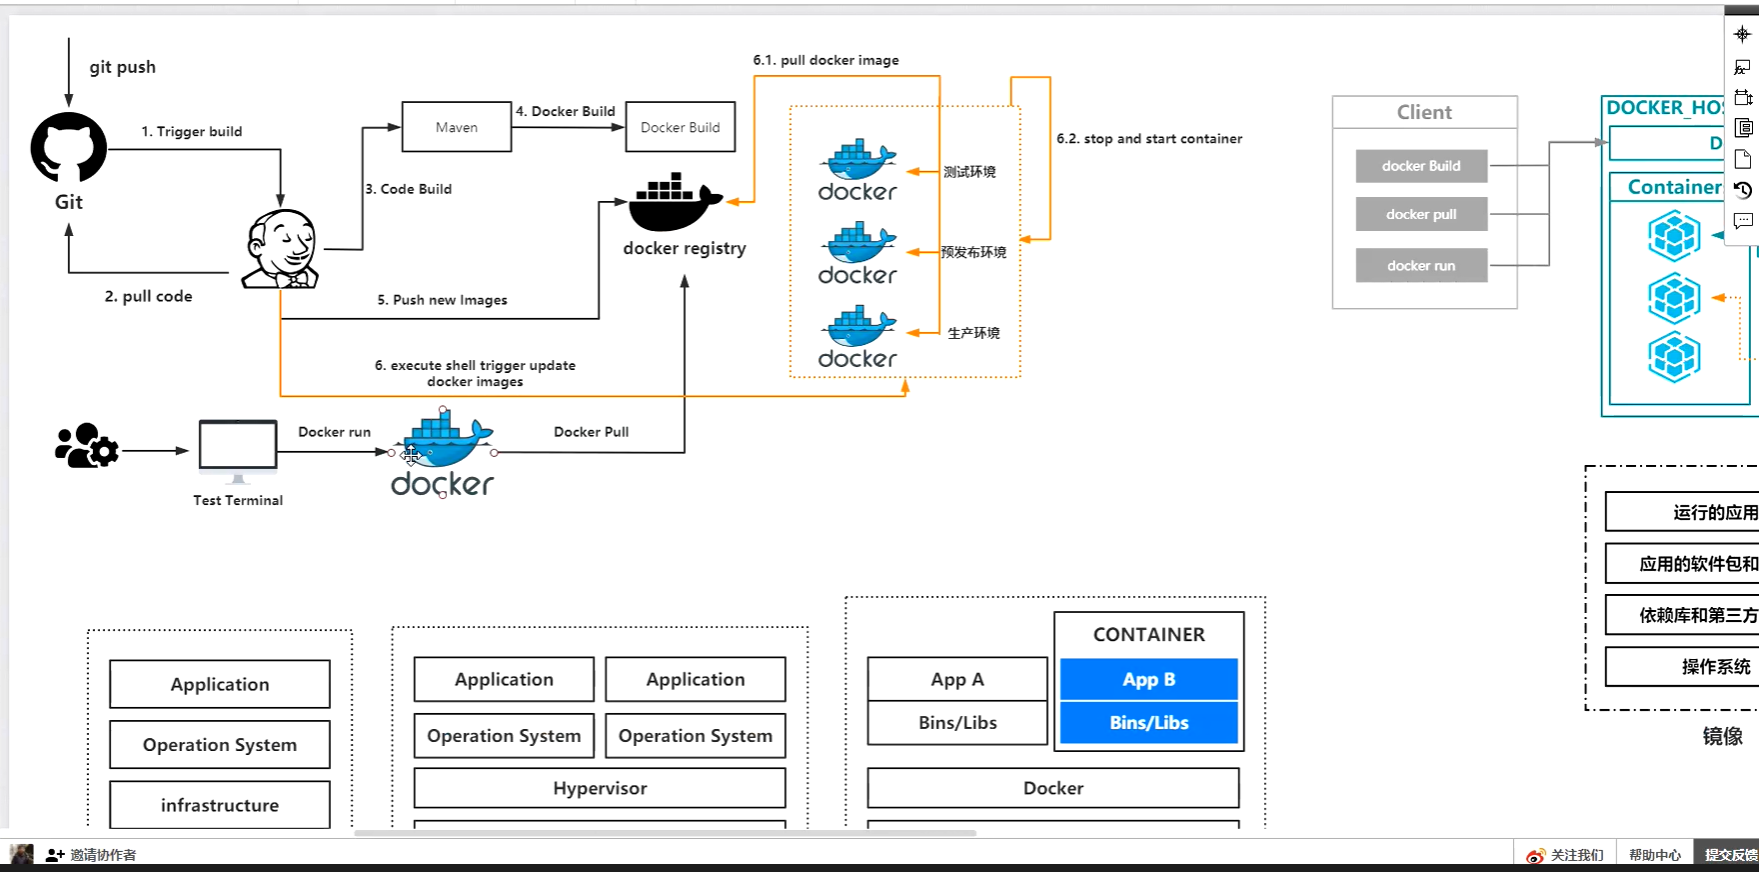 git push
Git
1. Trigger build
2. pull code
3. Code Build
Maven
4. Docker Build
Docker Build
docker registry
5. Push new Images
6. execute shell trigger update
docker images
6.1. pull docker image
6.2. stop and start container
docker
测试环境
docker
预发布环境
docker
生产环境
Test Terminal
Docker run
docker
Docker Pull
Client
docker Build
docker pull
docker run
DOCKER_HO
D
Container
Application
Operation System
infrastructure
Application
Application
Operation System
Operation System
Hypervisor
CONTAINER
App A
App B
Bins/Libs
Bins/Libs
Docker
运行的应用
应用的软件包和
依赖库和第三方
操作系统
镜像
邀请协作者
关注我们
帮助中心
提交反馈